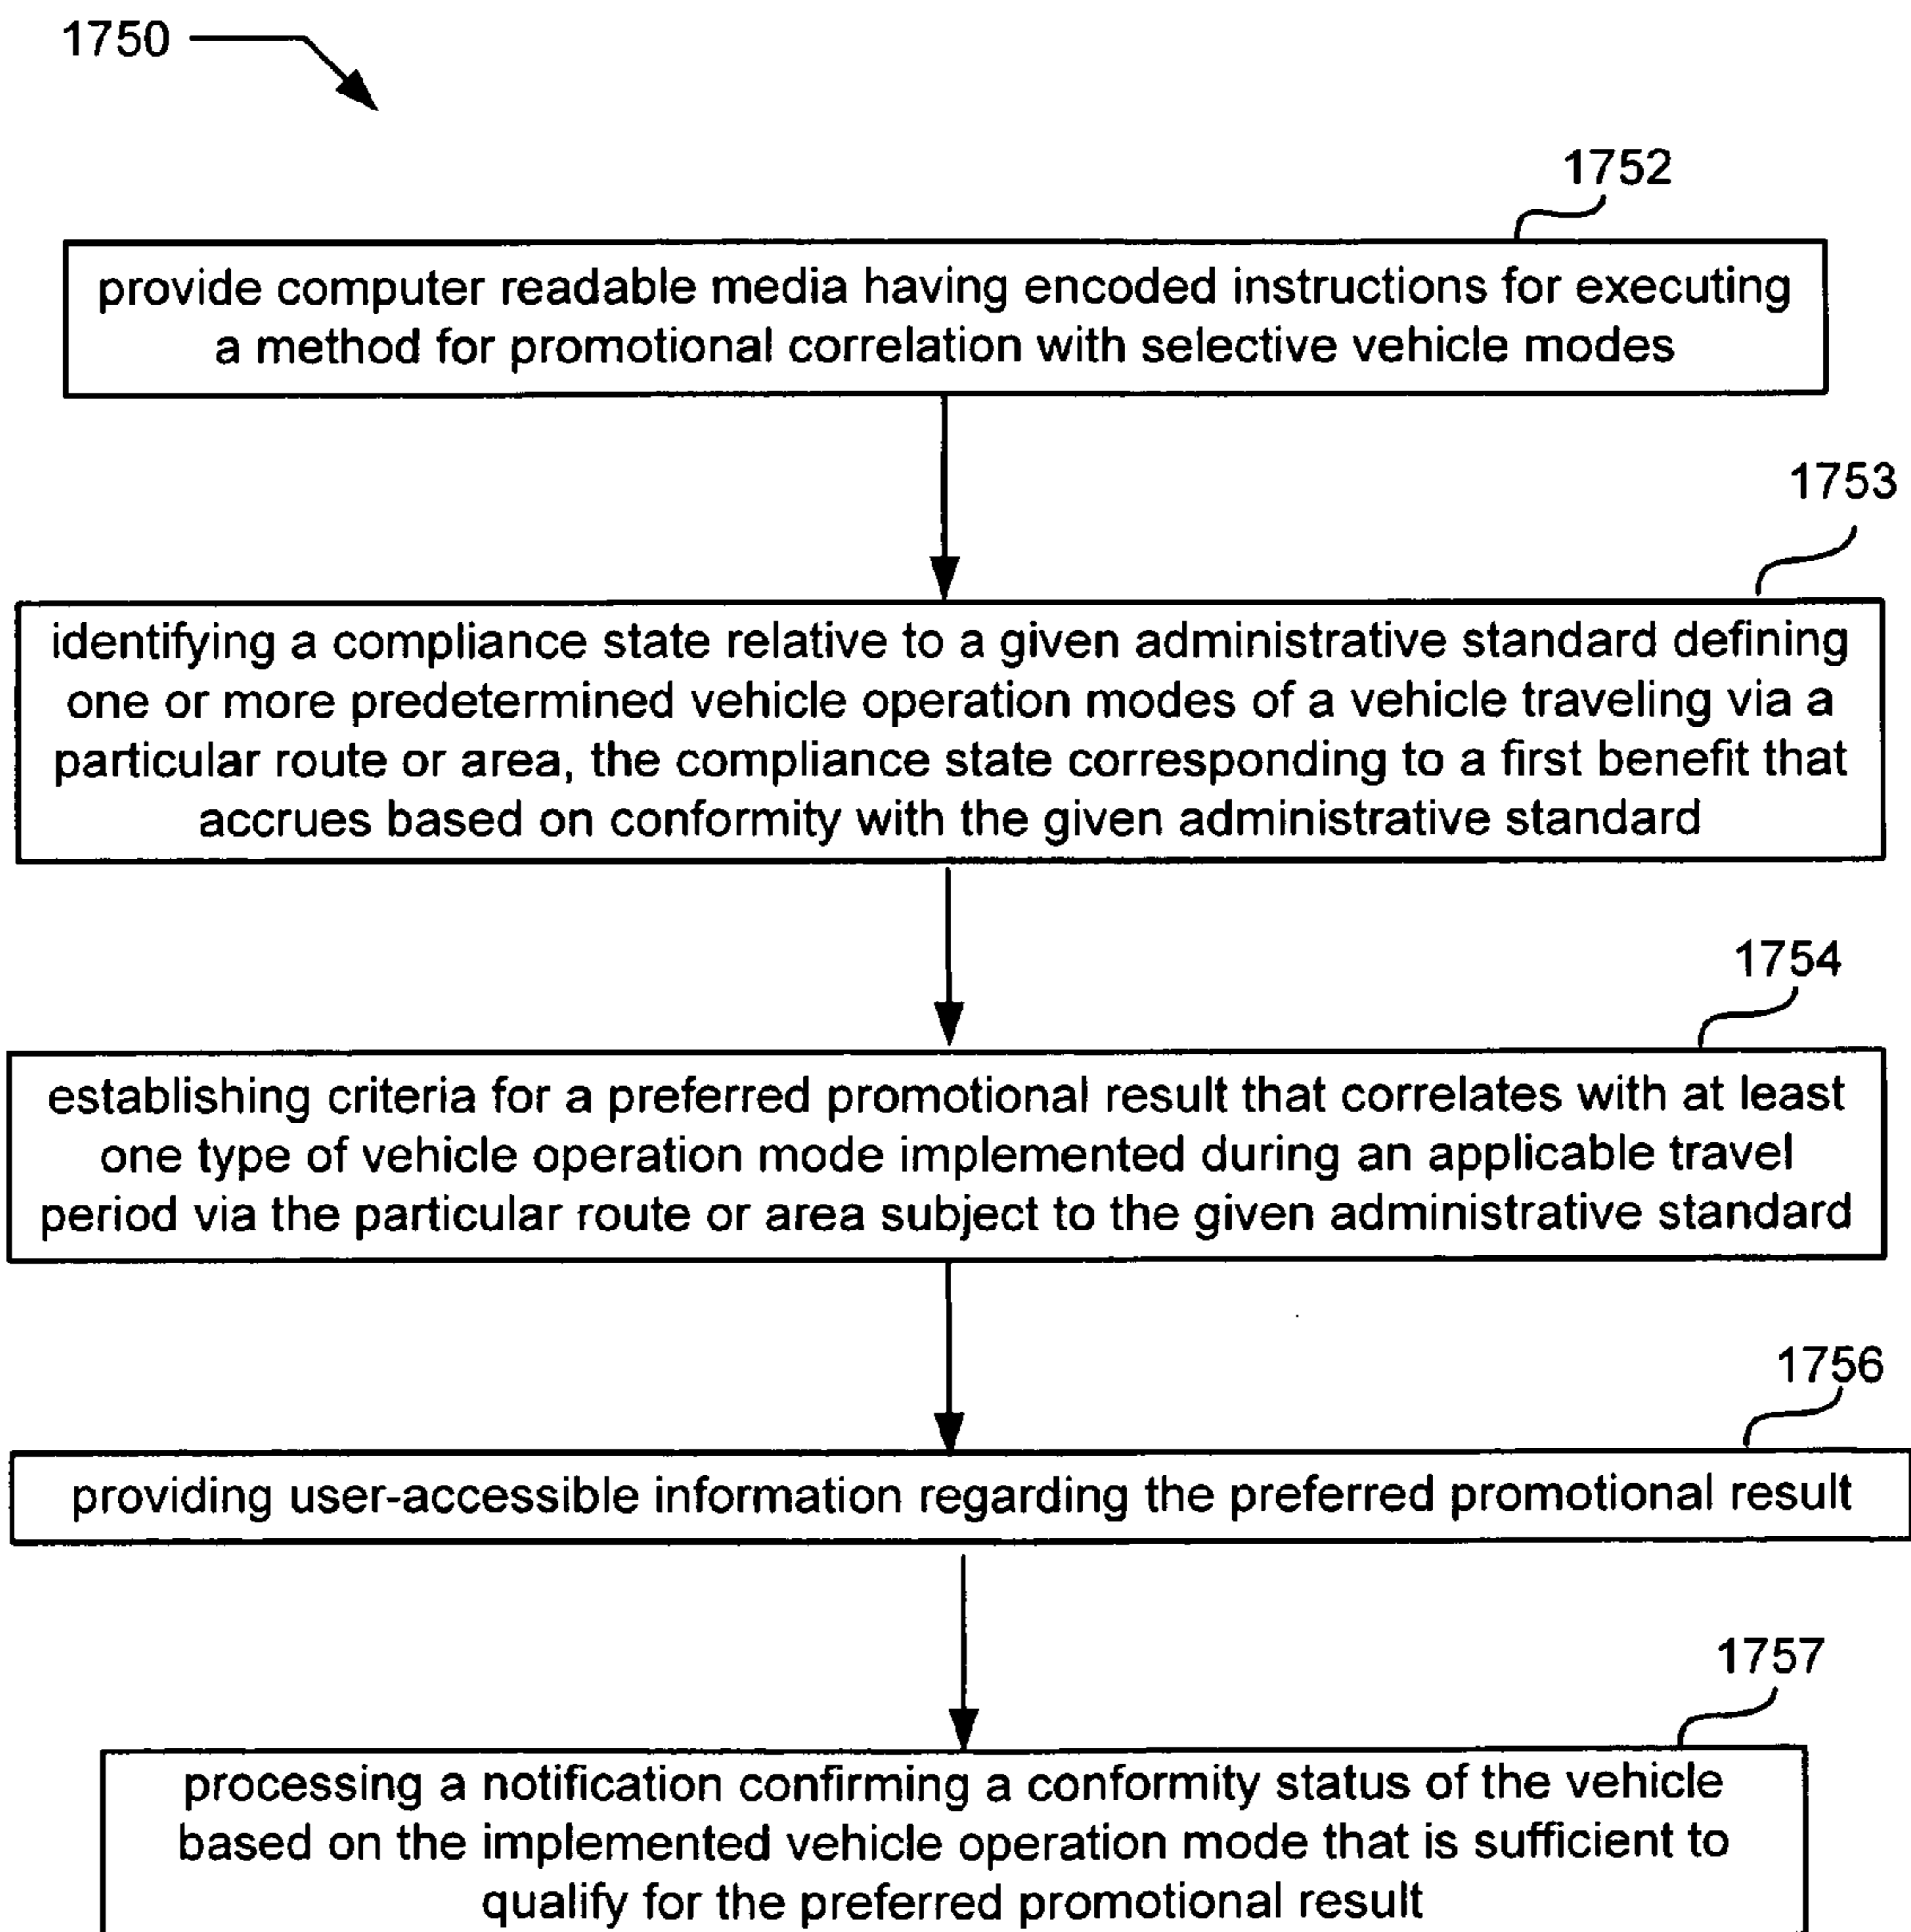 1750
1752
provide computer readable media having encoded instructions for executing
a method for promotional correlation with selective vehicle modes
1753
identifying a compliance state relative to a given administrative standard defining
one or more predetermined vehicle operation modes of a vehicle traveling via a
particular route or area, the compliance state corresponding to a first benefit that
accrues based on conformity with the given administrative standard
1754
establishing criteria for a preferred promotional result that correlates with at least
one type of vehicle operation mode implemented during an applicable travel
period via the particular route or area subject to the given administrative standard
1756
providing user-accessible information regarding the preferred promotional result
1757
processing a notification confirming a conformity status of the vehicle
based on the implemented vehicle operation mode that is sufficient to
qualify for the preferred promotional result